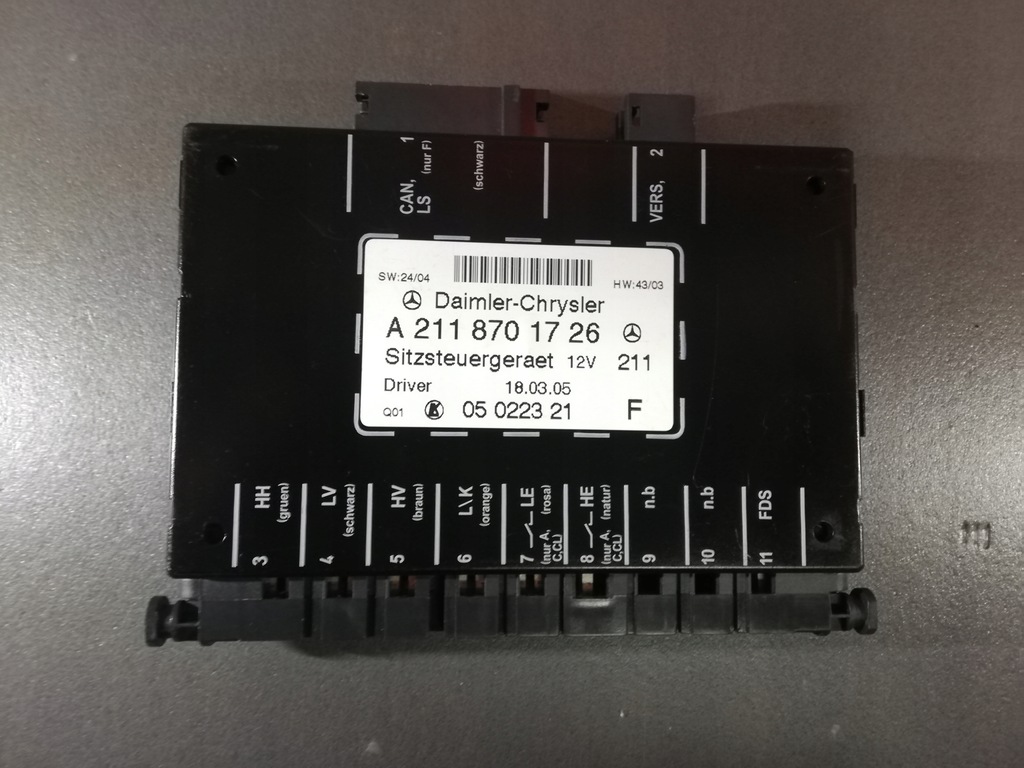 CAN, 1
LS (nur F)
(schwarz)
VERS, 2
SW:24/04
HW:43/03
Daimler-Chrysler
A 211 870 17 26
Sitzsteuergeraet 12V 211
Driver 18.03.05
Q01 K 05 0223 21 F
3 HH
(gruen)
4 LV
(schwarz)
5 HV
(braun)
6 L\K
(orange)
7 LE
(nur A, (rosa)
C,CL)
8 HE
(nur A, (natur)
C,CL)
9 n.b
10 n.b
11 FDS